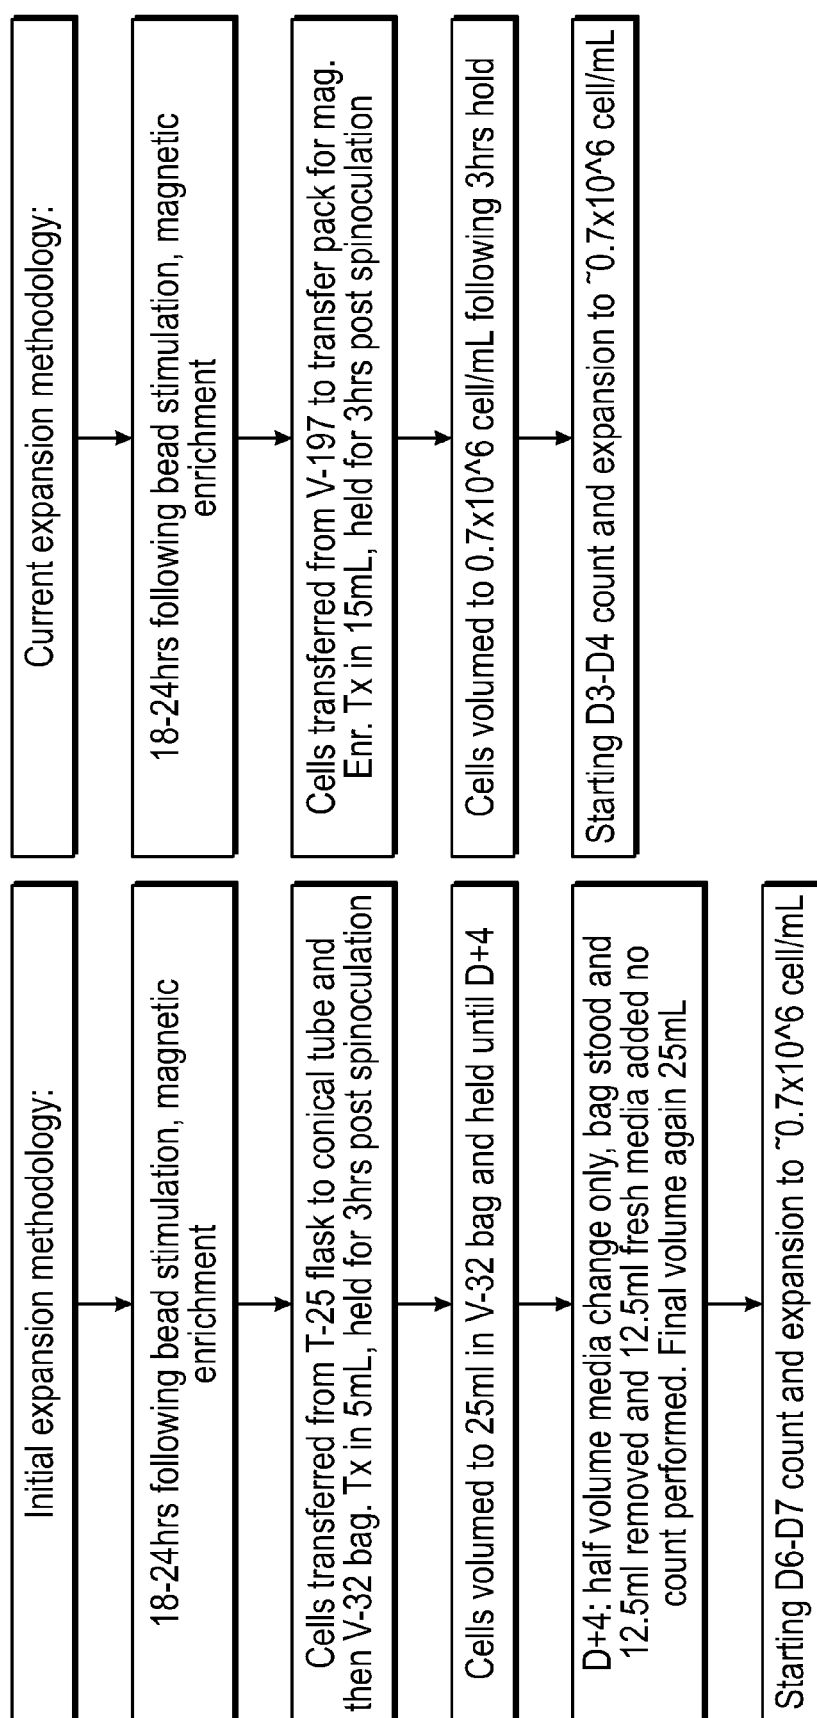 Initial expansion methodology:
18-24hrs following bead stimulation, magnetic
enrichment
Cells transferred from T-25 flask to conical tube and
then V-32 bag. Tx in 5mL, held for 3hrs post spinoculation
Cells volumed to 25ml in V-32 bag and held until D+4
D+4: half volume media change only, bag stood and
12.5ml removed and 12.5ml fresh media added no
count performed. Final volume again 25mL
Starting D6-D7 count and expansion to ~0.7x10^6 cell/mL
Current expansion methodology:
18-24hrs following bead stimulation, magnetic
enrichment
Cells transferred from V-197 to transfer pack for mag.
Enr. Tx in 15mL, held for 3hrs post spinoculation
Cells volumed to 0.7x10^6 cell/mL following 3hrs hold
Starting D3-D4 count and expansion to ~0.7x10^6 cell/mL